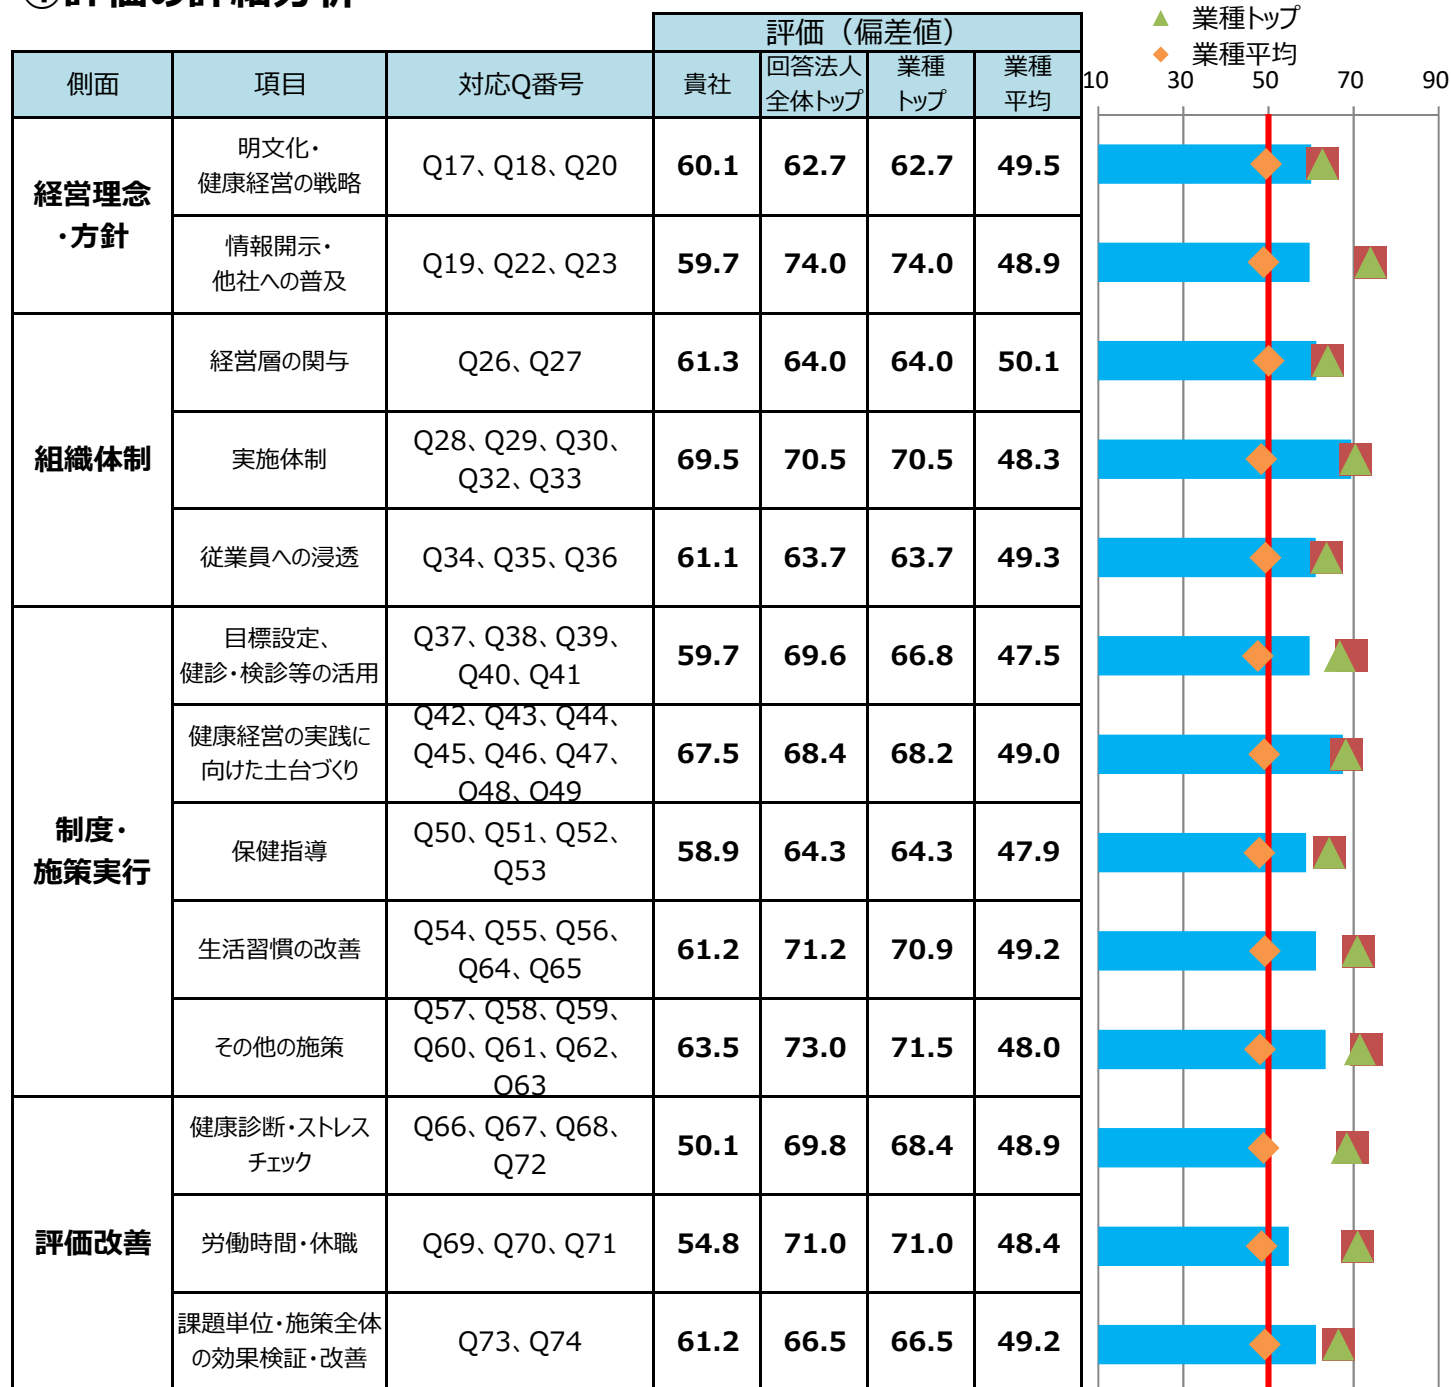 ①評価の詳細分析
業種トップ
業種平均
評価（偏差値）
側面 項目 対応Q番号 貴社 回答法人 業種 業種
全体トップ トップ 平均
10 30 50 70 90
経営理念
・方針
明文化・
健康経営の戦略
Q17、Q18、Q20 60.1 62.7 62.7 49.5
情報開示・
他社への普及
Q19、Q22、Q23 59.7 74.0 74.0 48.9
組織体制
経営層の関与 Q26、Q27 61.3 64.0 64.0 50.1
実施体制
Q28、Q29、Q30、
Q32、Q33
69.5 70.5 70.5 48.3
従業員への浸透 Q34、Q35、Q36 61.1 63.7 63.7 49.3
制度・
施策実行
目標設定、
健診・検診等の活用
Q37、Q38、Q39、
Q40、Q41
59.7 69.6 66.8 47.5
健康経営の実践に
向けた土台づくり
Q42、Q43、Q44、
Q45、Q46、Q47、
Q48、Q49
67.5 68.4 68.2 49.0
保健指導
Q50、Q51、Q52、
Q53
58.9 64.3 64.3 47.9
生活習慣の改善
Q54、Q55、Q56、
Q64、Q65
61.2 71.2 70.9 49.2
その他の施策
Q57、Q58、Q59、
Q60、Q61、Q62、
Q63
63.5 73.0 71.5 48.0
評価改善
健康診断・ストレス
チェック
Q66、Q67、Q68、
Q72
50.1 69.8 68.4 48.9
労働時間・休職 Q69、Q70、Q71 54.8 71.0 71.0 48.4
課題単位・施策全体
の効果検証・改善
Q73、Q74 61.2 66.5 66.5 49.2